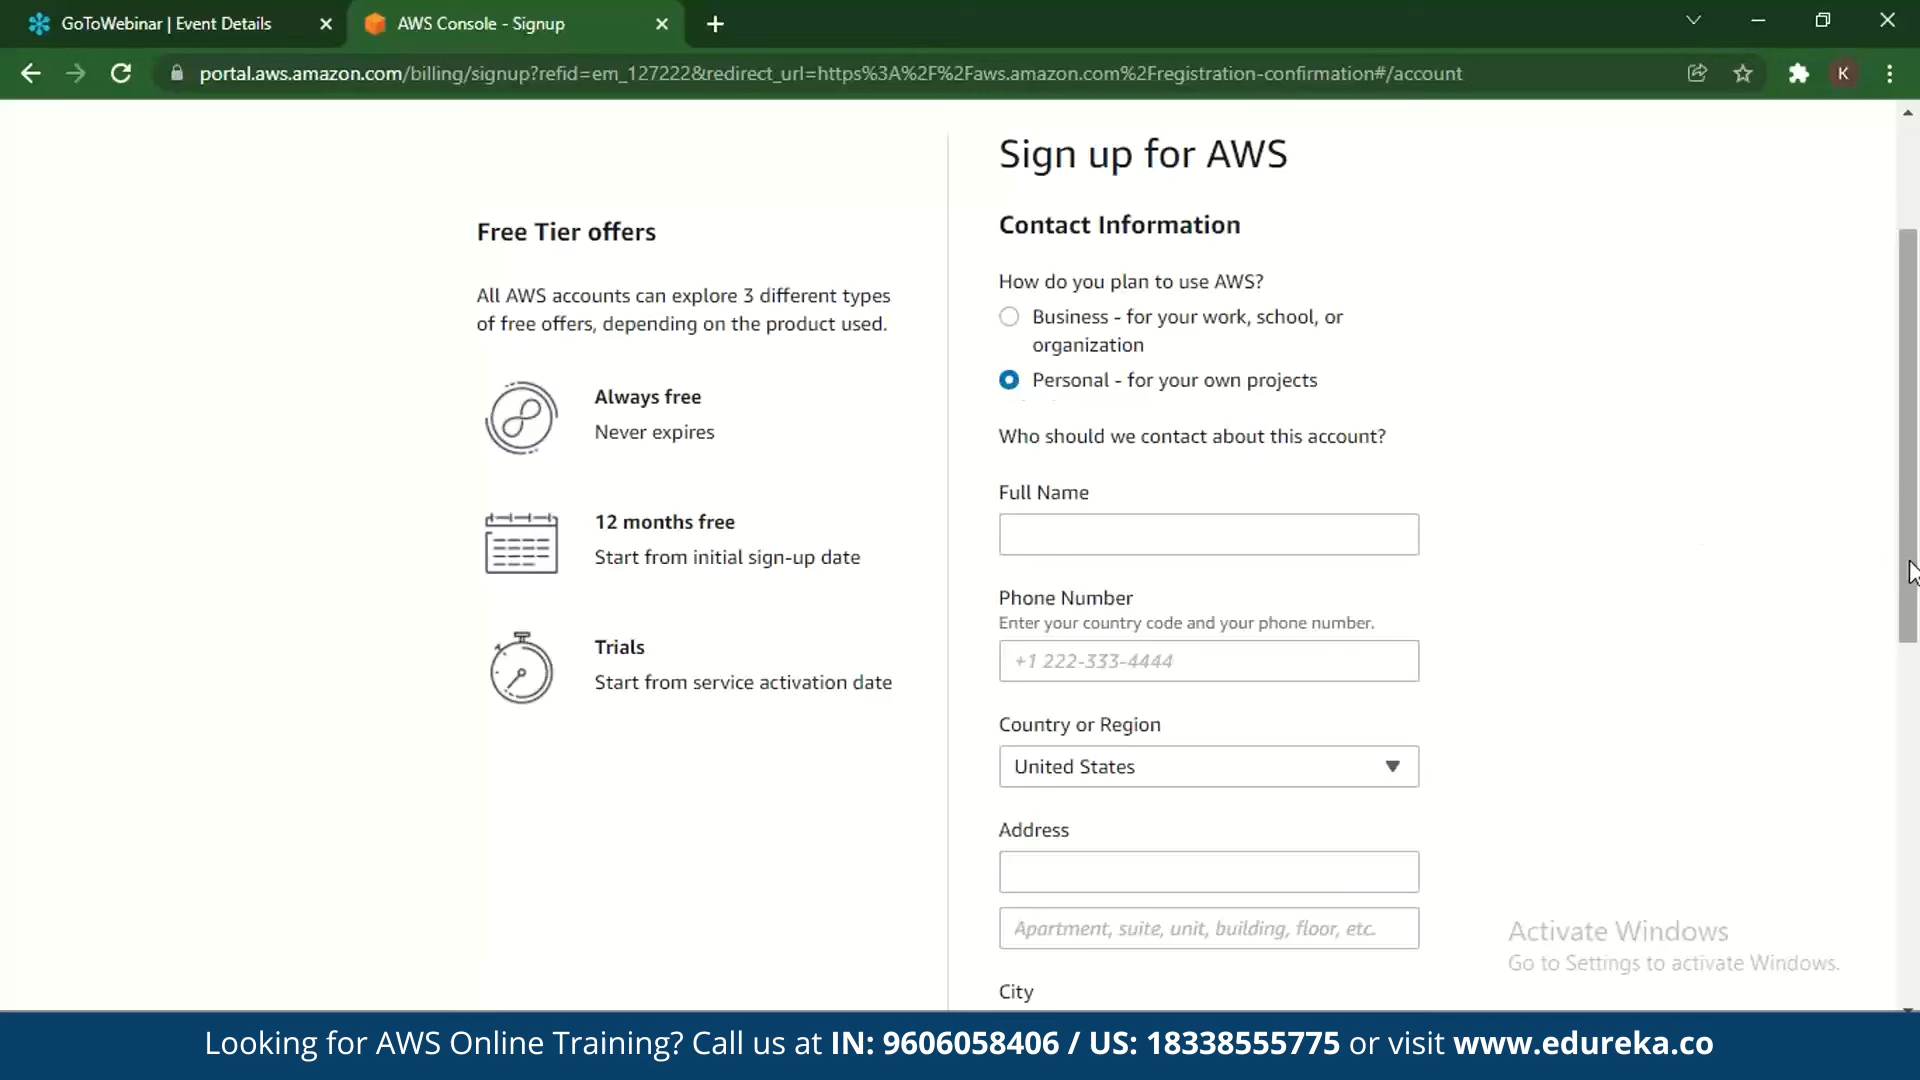 GoToWebinar | Event Details
AWS Console - Signup
portal.aws.amazon.com/billing/signup?refid=em_127222&redirect_url=https%3A%2F%2Faws.amazon.com%2Fregistration-confirmation#/account
K
Free Tier offers
All AWS accounts can explore 3 different types
of free offers, depending on the product used.
Always free
Never expires
12 months free
Start from initial sign-up date
Trials
Start from service activation date
Sign up for AWS
Contact Information
How do you plan to use AWS?
Business - for your work, school, or
organization
Personal - for your own projects
Who should we contact about this account?
Full Name
Phone Number
Enter your country code and your phone number.
+1 222-333-4444
Country or Region
United States
Address
Apartment, suite, unit, building, floor, etc.
City
Activate Windows
Go to Settings to activate Windows.
Looking for AWS Online Training? Call us at IN: 9606058406 / US: 18338555775 or visit www.edureka.co